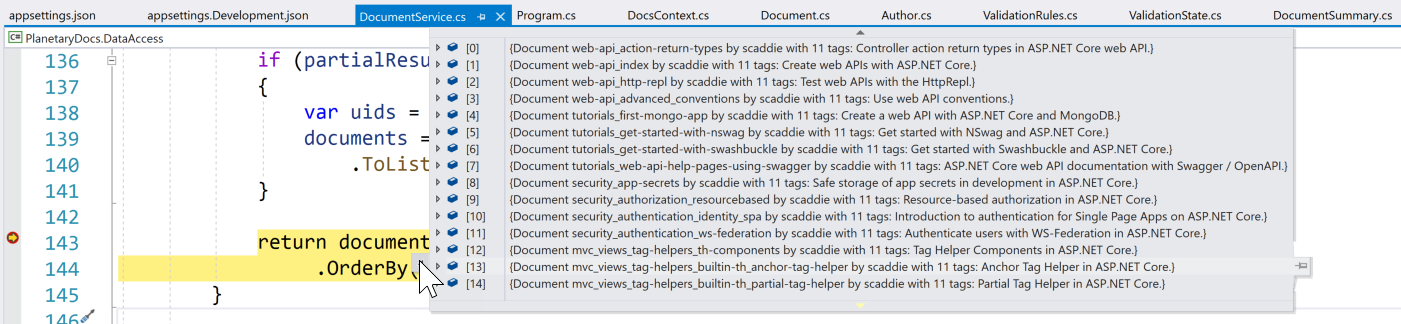 appsettings.json appsettings.Development.json DocumentService.cs Program.cs DocsContext.cs Document.cs Author.cs ValidationRules.cs ValidationState.cs DocumentSummary.cs
C# PlanetaryDocs.DataAccess
136 if (partialResu
137 {
138 var uids =
139 documents =
140 .ToList
141 }
142
143 return document
144 .OrderBy(
145 }
146
[0] {Document web-api_action-return-types by scaddie with 11 tags: Controller action return types in ASP.NET Core web API.}
[1] {Document web-api_index by scaddie with 11 tags: Create web APIs with ASP.NET Core.}
[2] {Document web-api_http-repl by scaddie with 11 tags: Test web APIs with the HttpRepl.}
[3] {Document web-api_advanced_conventions by scaddie with 11 tags: Use web API conventions.}
[4] {Document tutorials_first-mongo-app by scaddie with 11 tags: Create a web API with ASP.NET Core and MongoDB.}
[5] {Document tutorials_get-started-with-nswag by scaddie with 11 tags: Get started with NSwag and ASP.NET Core.}
[6] {Document tutorials_get-started-with-swashbuckle by scaddie with 11 tags: Get started with Swashbuckle and ASP.NET Core.}
[7] {Document tutorials_web-api-help-pages-using-swagger by scaddie with 11 tags: ASP.NET Core web API documentation with Swagger / OpenAPI.}
[8] {Document security_app-secrets by scaddie with 11 tags: Safe storage of app secrets in development in ASP.NET Core.}
[9] {Document security_authorization_resourcebased by scaddie with 11 tags: Resource-based authorization in ASP.NET Core.}
[10] {Document security_authentication_identity_spa by scaddie with 11 tags: Introduction to authentication for Single Page Apps on ASP.NET Core.}
[11] {Document security_authentication_ws-federation by scaddie with 11 tags: Authenticate users with WS-Federation in ASP.NET Core.}
[12] {Document mvc_views_tag-helpers_th-components by scaddie with 11 tags: Tag Helper Components in ASP.NET Core.}
[13] {Document mvc_views_tag-helpers_builtin-th_anchor-tag-helper by scaddie with 11 tags: Anchor Tag Helper in ASP.NET Core.}
[14] {Document mvc_views_tag-helpers_builtin-th_partial-tag-helper by scaddie with 11 tags: Partial Tag Helper in ASP.NET Core.}